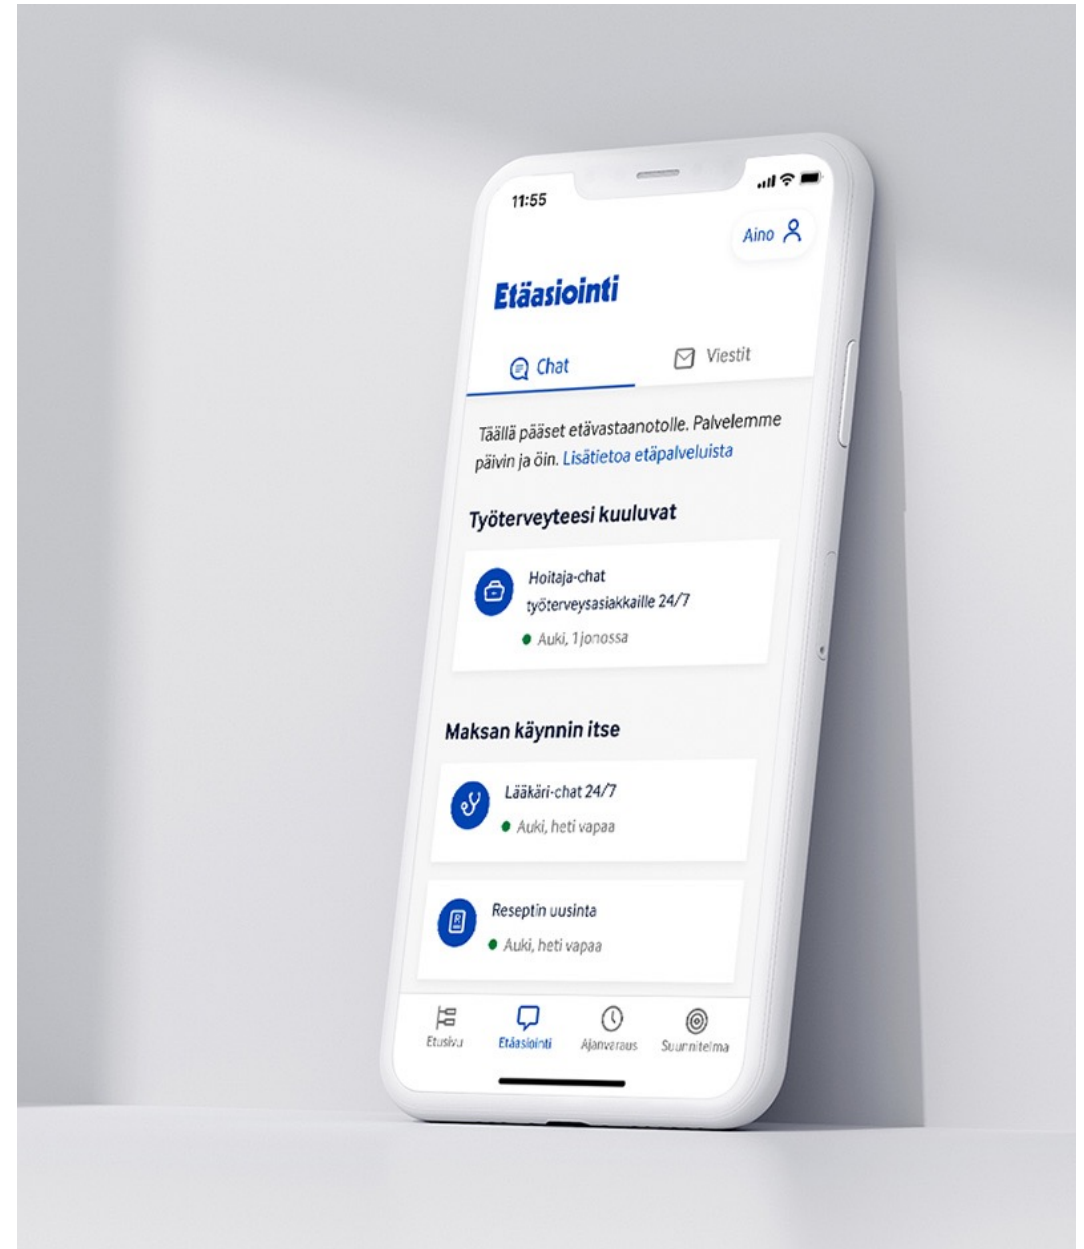 11:55
Aino
Etäasiointi
Chat
Viestit
Täällä pääset etävastaanotolle. Palvelemme
päivin ja öin. Lisätietoa etäpalveluista
Työterveyteesi kuuluvat
Hoitaja-chat
työterveysasiakkaille 24/7
Auki, 1 jonossa
Maksan käynnin itse
Lääkäri-chat 24/7
Auki, heti vapaa
R
Reseptin uusinta
Auki, heti vapaa
Etusivu
Etäasiointi
Ajanvaraus
Suunnitelma